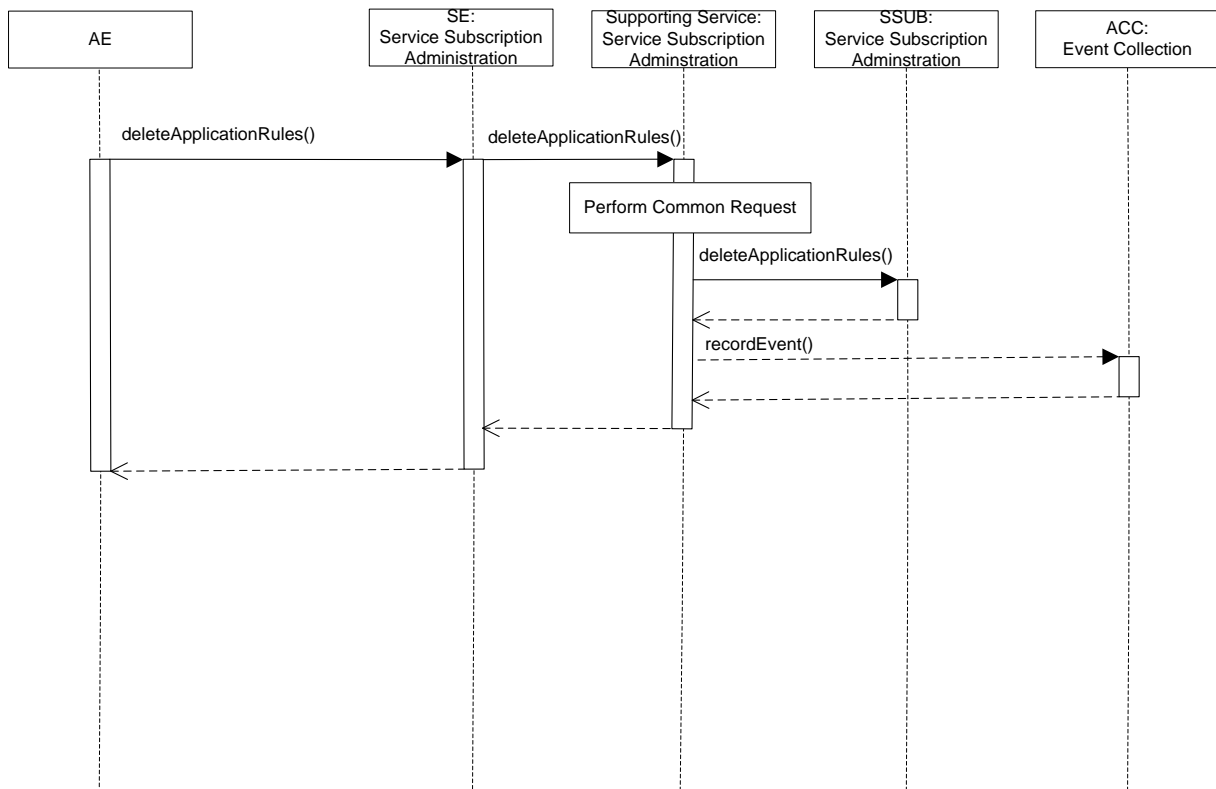 AE
SE:
Service Subscription
Administration
Supporting Service:
Service Subscription
Adminstration
SSUB:
Service Subscription
Adminstration
ACC:
Event Collection
deleteApplicationRules()
deleteApplicationRules()
Perform Common Request
deleteApplicationRules()
recordEvent()